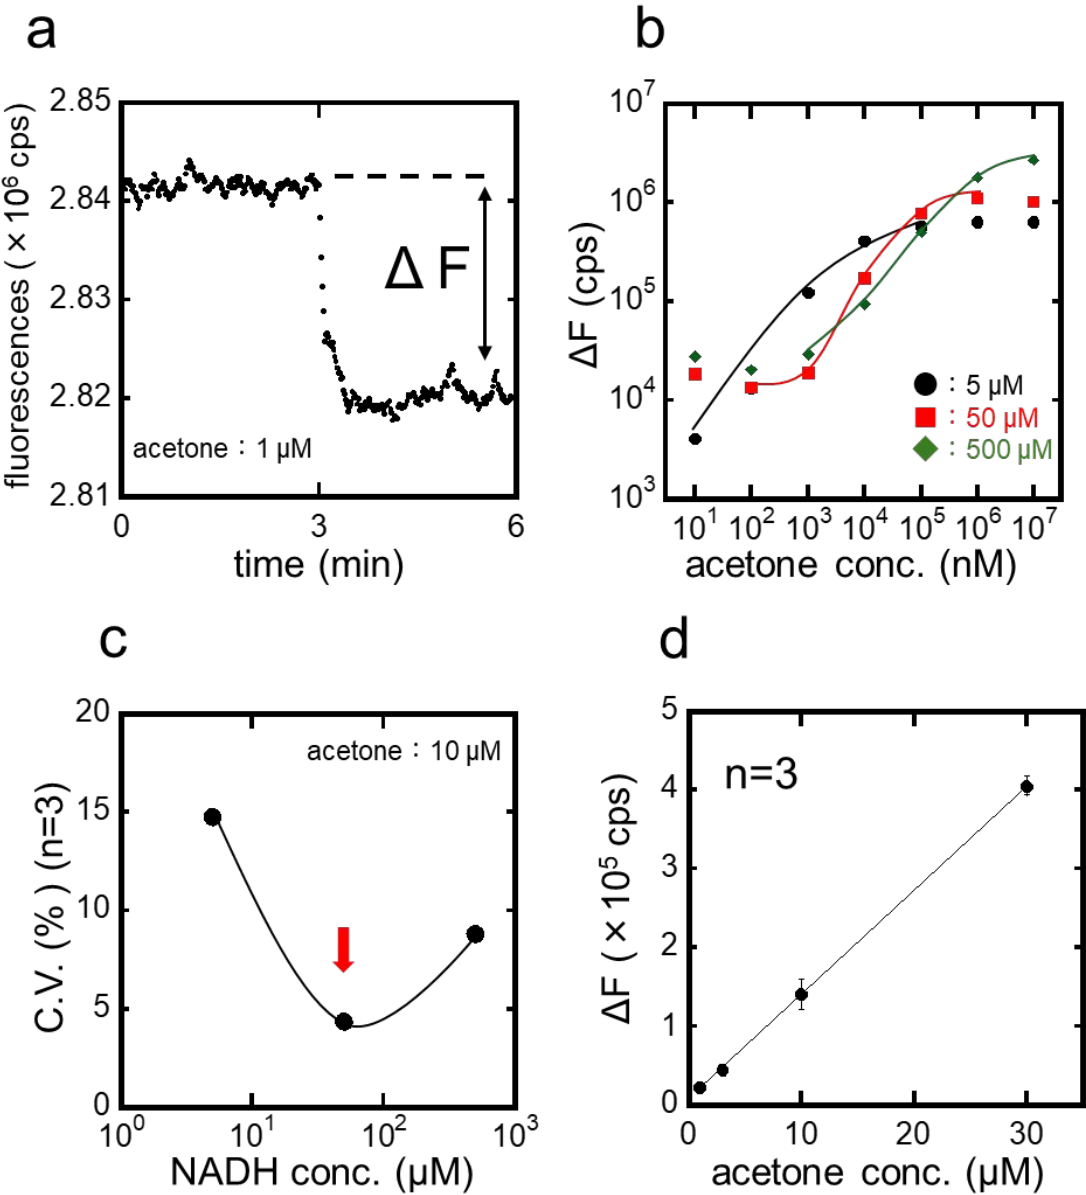 a
fluorescences ( × 10⁶ cps)
2.85
2.84
2.83
2.82
2.81
Δ F
acetone : 1 μM
0
3
6
time (min)
b
ΔF (cps)
10⁷
10⁶
10⁵
10⁴
10³
: 5 μM
: 50 μM
: 500 μM
10¹ 10² 10³ 10⁴ 10⁵ 10⁶ 10⁷
acetone conc. (nM)
c
C.V. (% ) (n=3)
20
15
10
5
0
acetone : 10 μM
10⁰ 10¹ 10² 10³
NADH conc. (μM)
d
ΔF ( × 10⁵ cps)
5
4
3
2
1
0
n=3
0 10 20 30
acetone conc. (μM)